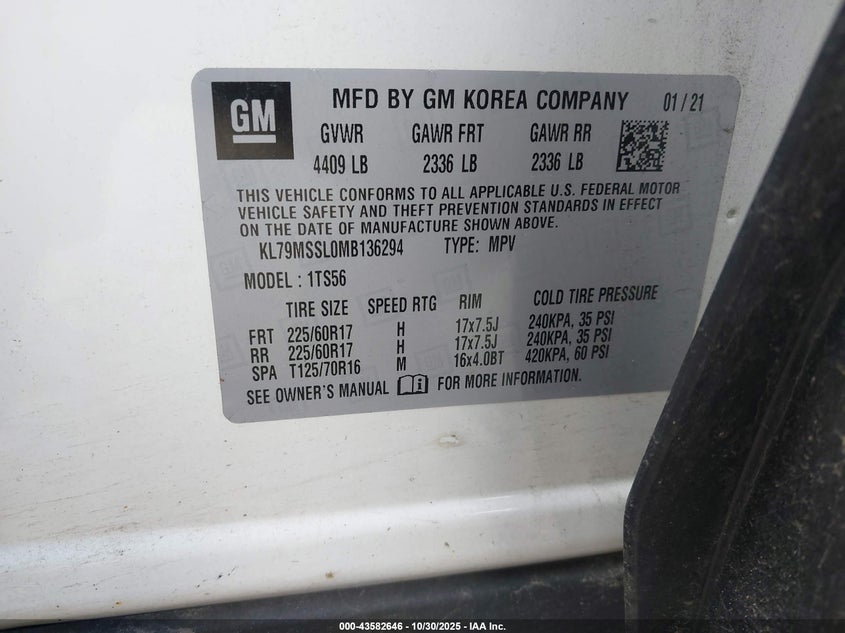 GM
MFD BY GM KOREA COMPANY 01/21
GVWR GAWR FRT GAWR RR
4409 LB 2336 LB 2336 LB
THIS VEHICLE CONFORMS TO ALL APPLICABLE U.S. FEDERAL MOTOR
VEHICLE SAFETY AND THEFT PREVENTION STANDARDS IN EFFECT
ON THE DATE OF MANUFACTURE SHOWN ABOVE.
KL79MSSL0MB136294 TYPE: MPV
MODEL : 1TS56
TIRE SIZE SPEED RTG RIM COLD TIRE PRESSURE
FRT 225/60R17 H 17x7.5J 240KPA, 35 PSI
RR 225/60R17 H 17x7.5J 240KPA, 35 PSI
SPA T125/70R16 M 16x4.0BT 420KPA, 60 PSI
SEE OWNER'S MANUAL FOR MORE INFORMATION.
000-43582646 - 10/30/2025 - IAA Inc.